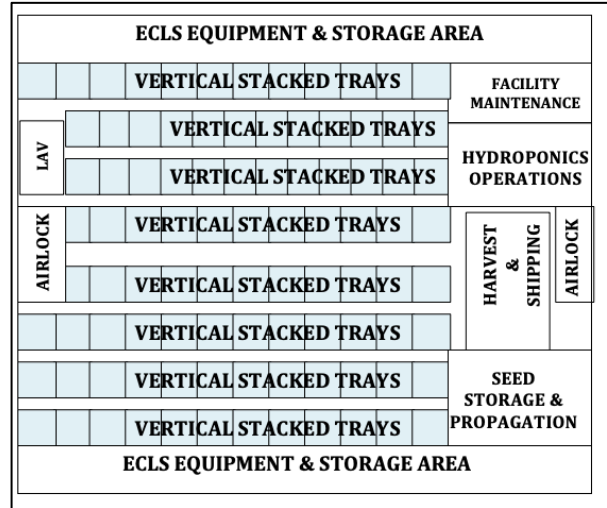 ECLS EQUIPMENT & STORAGE AREA
VERTICAL STACKED TRAYS
FACILITY
MAINTENANCE
VERTICAL STACKED TRAYS
LAV
HYDROPONICS
OPERATIONS
VERTICAL STACKED TRAYS
AIRLOCK
VERTICAL STACKED TRAYS
HARVEST
&
SHIPPING
AIRLOCK
VERTICAL STACKED TRAYS
VERTICAL STACKED TRAYS
VERTICAL STACKED TRAYS
SEED
STORAGE &
PROPAGATION
VERTICAL STACKED TRAYS
ECLS EQUIPMENT & STORAGE AREA